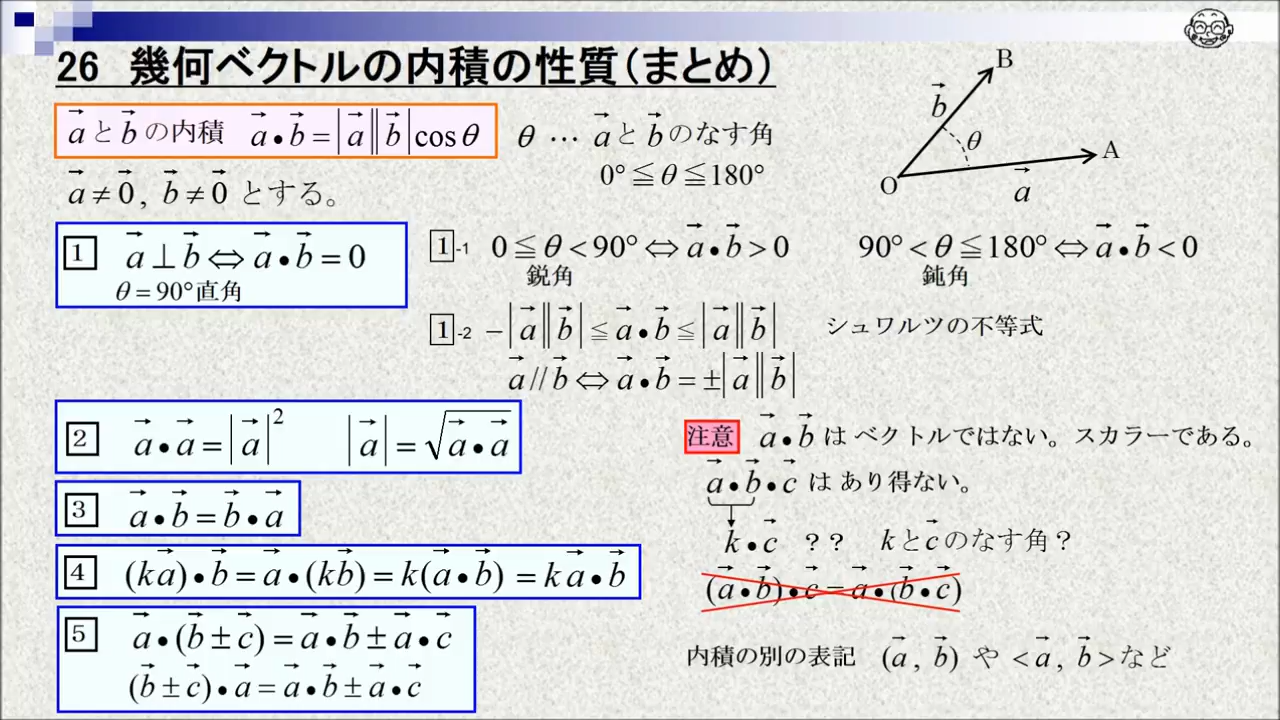 26 幾何ベクトルの内積の性質(まとめ)
a⃗ と b⃗ の内積 a⃗・b⃗ = |a⃗||b⃗|cosθ
θ … a⃗ と b⃗ のなす角
0° ≦ θ ≦ 180°
B
b⃗
θ
A
O
a⃗
a⃗ ≠ 0⃗, b⃗ ≠ 0⃗ とする。
1 a⃗ ⊥ b⃗ ⇔ a⃗・b⃗ = 0
θ = 90° 直角
1-1 0 ≦ θ < 90° ⇔ a⃗・b⃗ > 0 90° < θ ≦ 180° ⇔ a⃗・b⃗ < 0
鋭角 鈍角
1-2 −|a⃗||b⃗| ≦ a⃗・b⃗ ≦ |a⃗||b⃗| シュワルツの不等式
a⃗ // b⃗ ⇔ a⃗・b⃗ = ±|a⃗||b⃗|
2 a⃗・a⃗ = |a⃗|² |a⃗| = √(a⃗・a⃗)
3 a⃗・b⃗ = b⃗・a⃗
4 (ka⃗)・b⃗ = a⃗・(kb⃗) = k(a⃗・b⃗) = k a⃗・b⃗
5 a⃗・(b⃗ ± c⃗) = a⃗・b⃗ ± a⃗・c⃗
(b⃗ ± c⃗)・a⃗ = a⃗・b⃗ ± a⃗・c⃗
注意 a⃗・b⃗ は ベクトルではない。スカラーである。
a⃗・b⃗・c⃗ は あり得ない。
k・c⃗ ?? k と c⃗ のなす角?
(a⃗・b⃗)・c⃗ = a⃗・(b⃗・c⃗)
内積の別の表記 (a⃗, b⃗) や <a⃗, b⃗> など